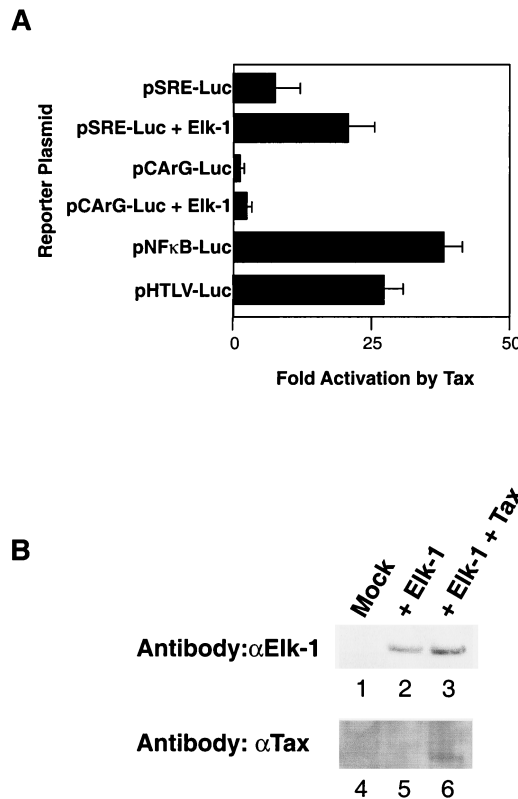 A
Reporter Plasmid
pSRE-Luc
pSRE-Luc + Elk-1
pCArG-Luc
pCArG-Luc + Elk-1
pNFκB-Luc
pHTLV-Luc
0 25 50
Fold Activation by Tax
B
Mock + Elk-1 + Elk-1 + Tax
Antibody:αElk-1
1 2 3
Antibody: αTax
4 5 6